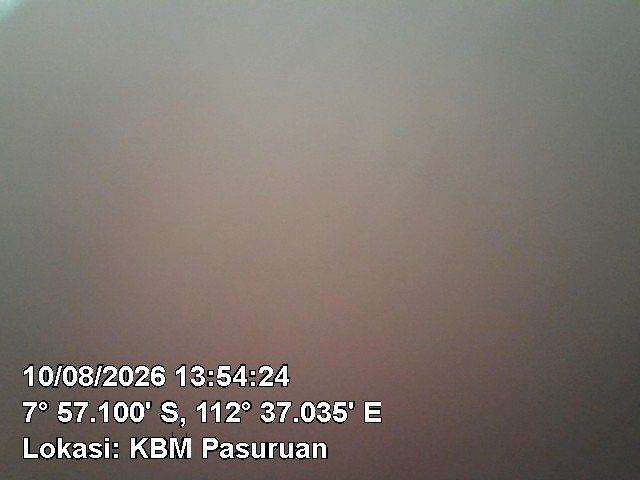 10/08/2026 13:54:24
7° 57.100' S, 112° 37.035' E
Lokasi: KBM Pasuruan